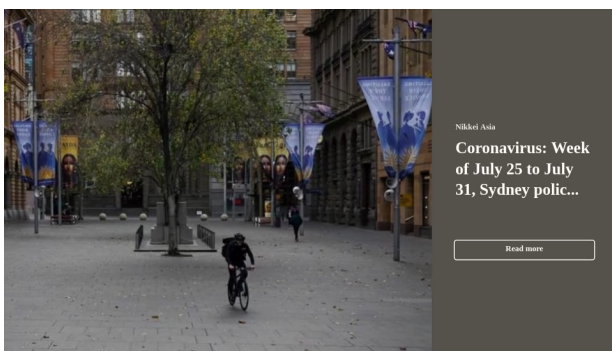 Nikkei Asia
Coronavirus: Week
of July 25 to July
31, Sydney polic...
Read more